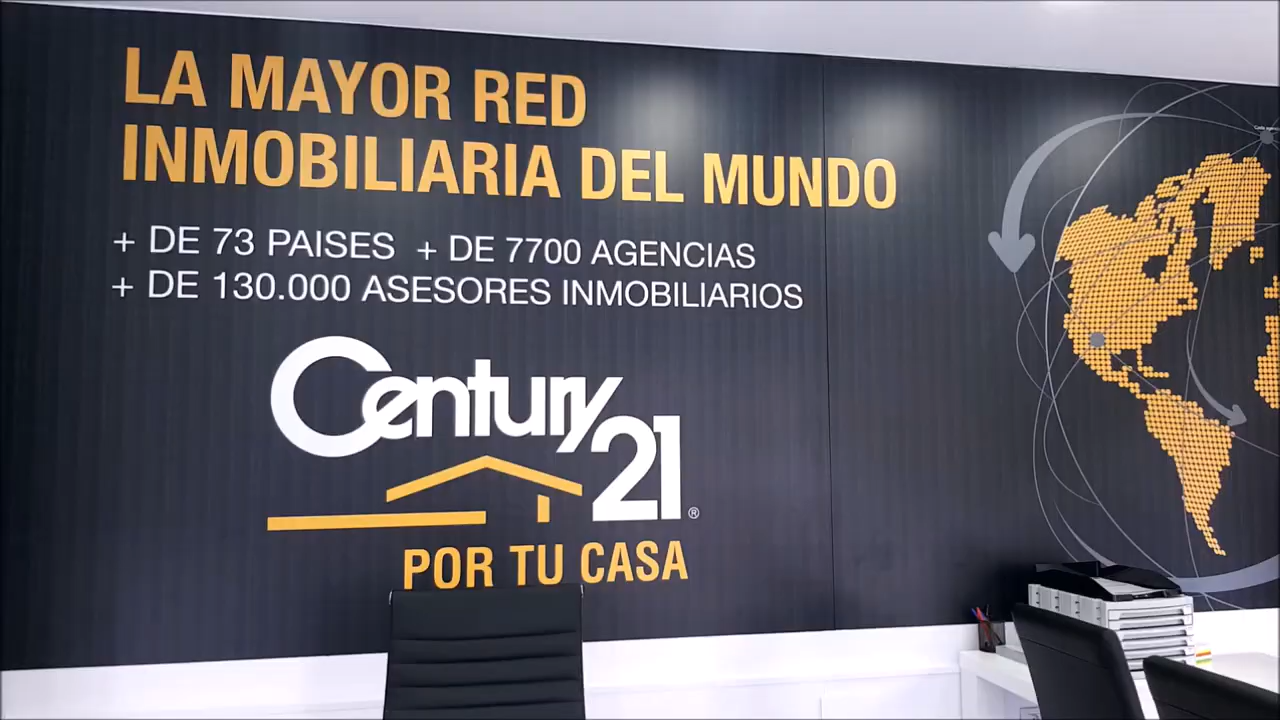 LA MAYOR RED
INMOBILIARIA DEL MUNDO
+ DE 73 PAISES + DE 7700 AGENCIAS
+ DE 130.000 ASESORES INMOBILIARIOS
Century
21®
POR TU CASA